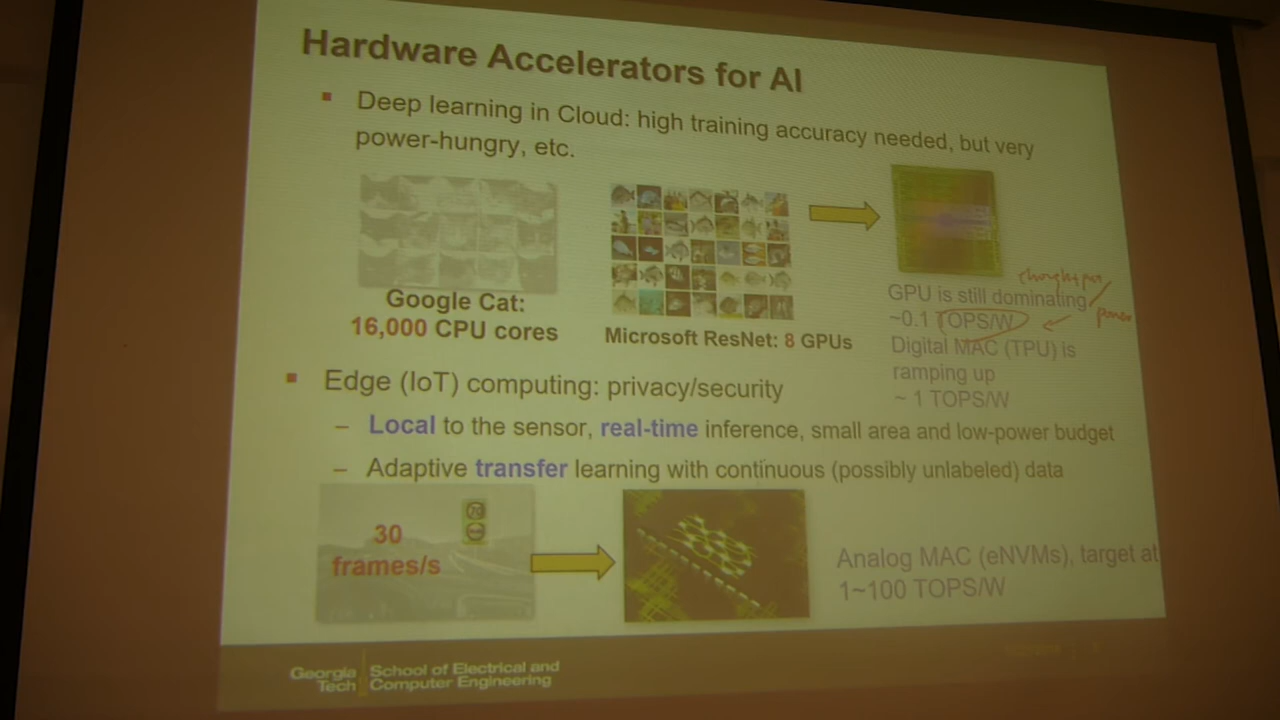 Hardware Accelerators for AI
Deep learning in Cloud: high training accuracy needed, but very
power-hungry, etc.
Google Cat:
16,000 CPU cores
Microsoft ResNet: 8 GPUs
GPU is still dominating
~0.1 TOPS/W
power
Digital MAC (TPU) is
ramping up
~ 1 TOPS/W
Edge (IoT) computing: privacy/security
– Local to the sensor, real-time inference, small area and low-power budget
– Adaptive transfer learning with continuous (possibly unlabeled) data
30
frames/s
70
Analog MAC (eNVMs), target at
1~100 TOPS/W
Georgia Tech
School of Electrical and
Computer Engineering